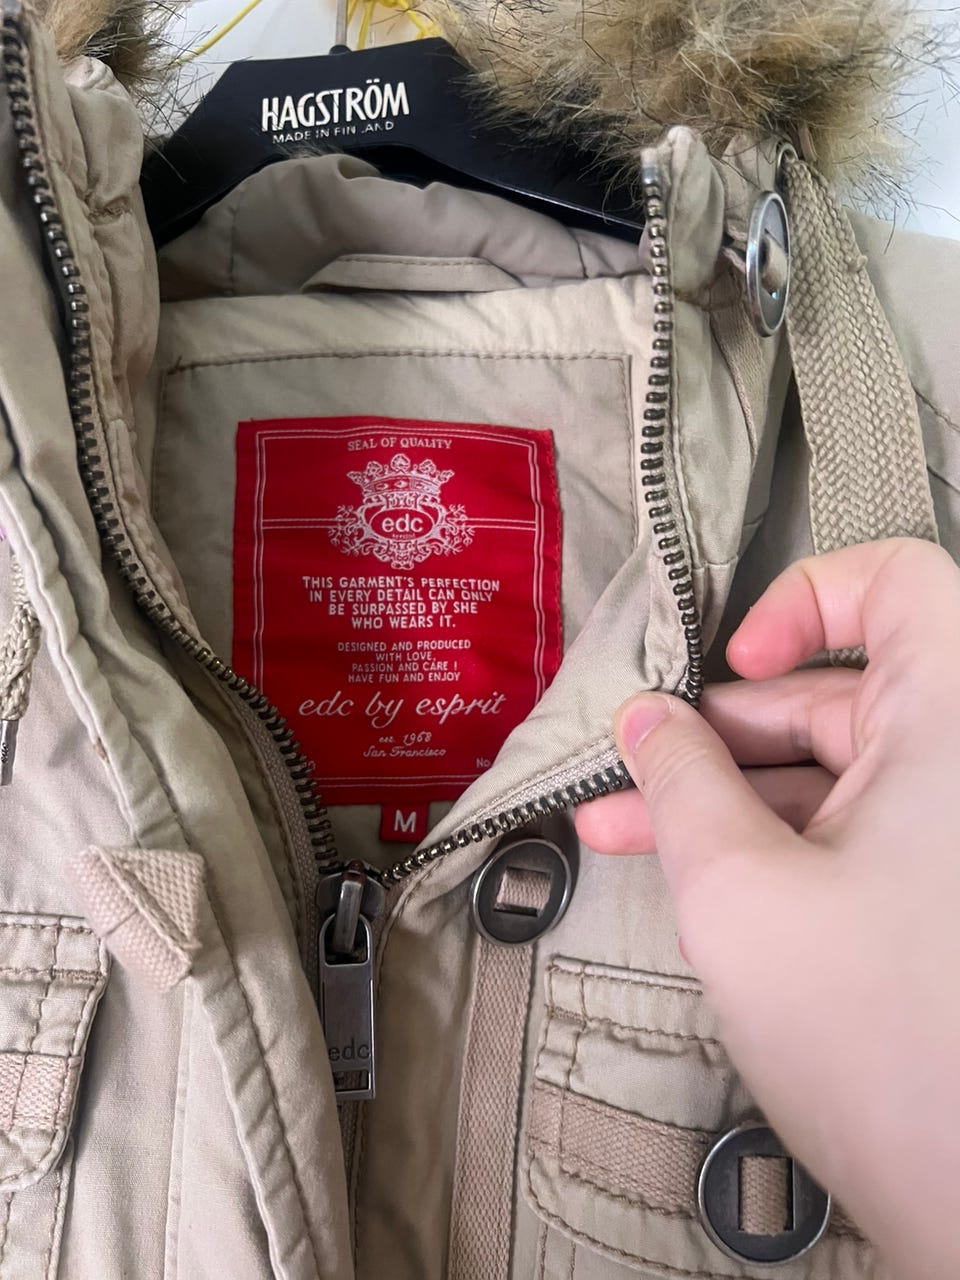 HAGSTRÖM
MADE IN FINLAND
SEAL OF QUALITY
edc
THIS GARMENT'S PERFECTION
IN EVERY DETAIL CAN ONLY
BE SURPASSED BY SHE
WHO WEARS IT.
DESIGNED AND PRODUCED
WITH LOVE,
PASSION AND CARE !
HAVE FUN AND ENJOY
edc by esprit
est. 1968
San Francisco
No.
M
edc